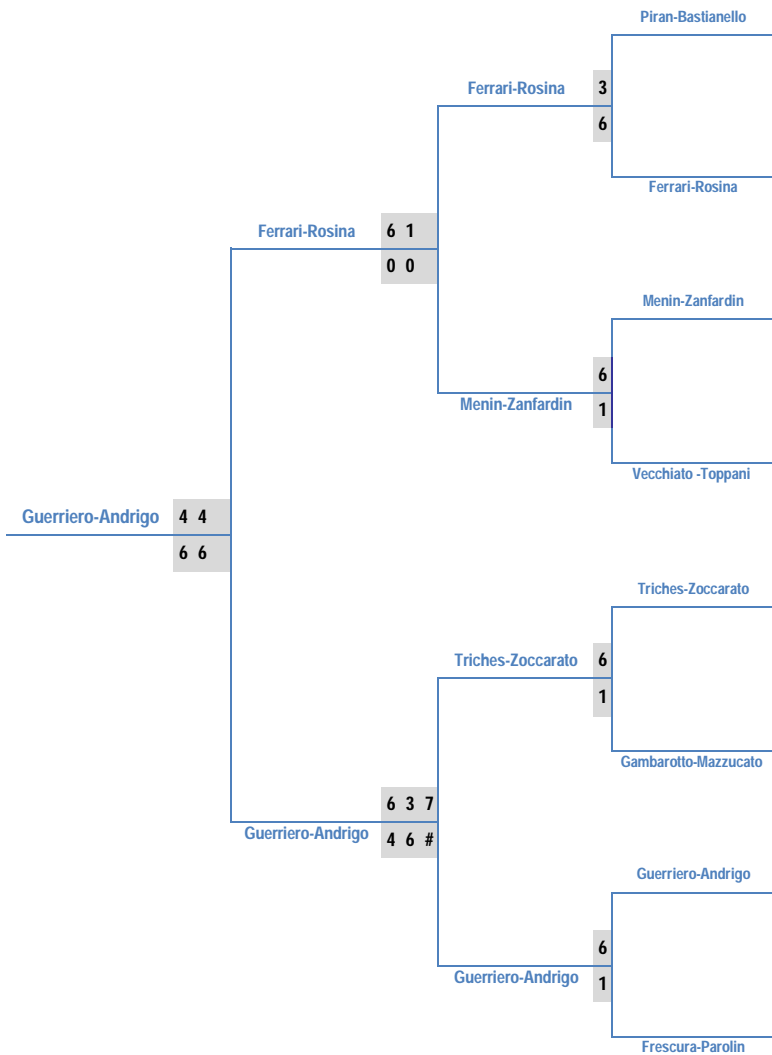 Piran-Bastianello
Ferrari-Rosina 3
6
Ferrari-Rosina
Ferrari-Rosina 6 1
0 0
Menin-Zanfardin
6
Menin-Zanfardin 1
Vecchiato -Toppani
Guerriero-Andrigo 4 4
6 6
Triches-Zoccarato
Triches-Zoccarato 6
1
Gambarotto-Mazzucato
6 3 7
Guerriero-Andrigo 4 6 #
Guerriero-Andrigo
6
Guerriero-Andrigo 1
Frescura-Parolin